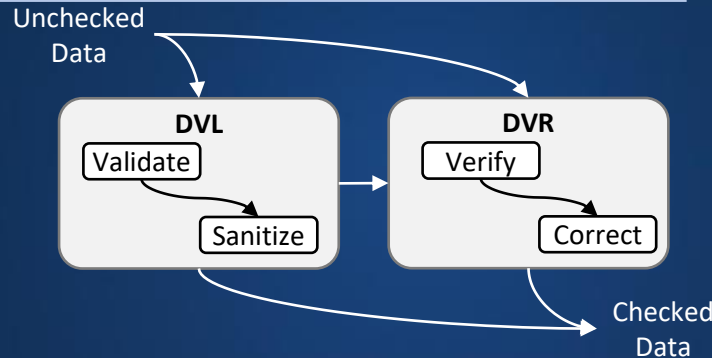 Unchecked
Data
DVL
Validate
Sanitize
DVR
Verify
Correct
Checked
Data